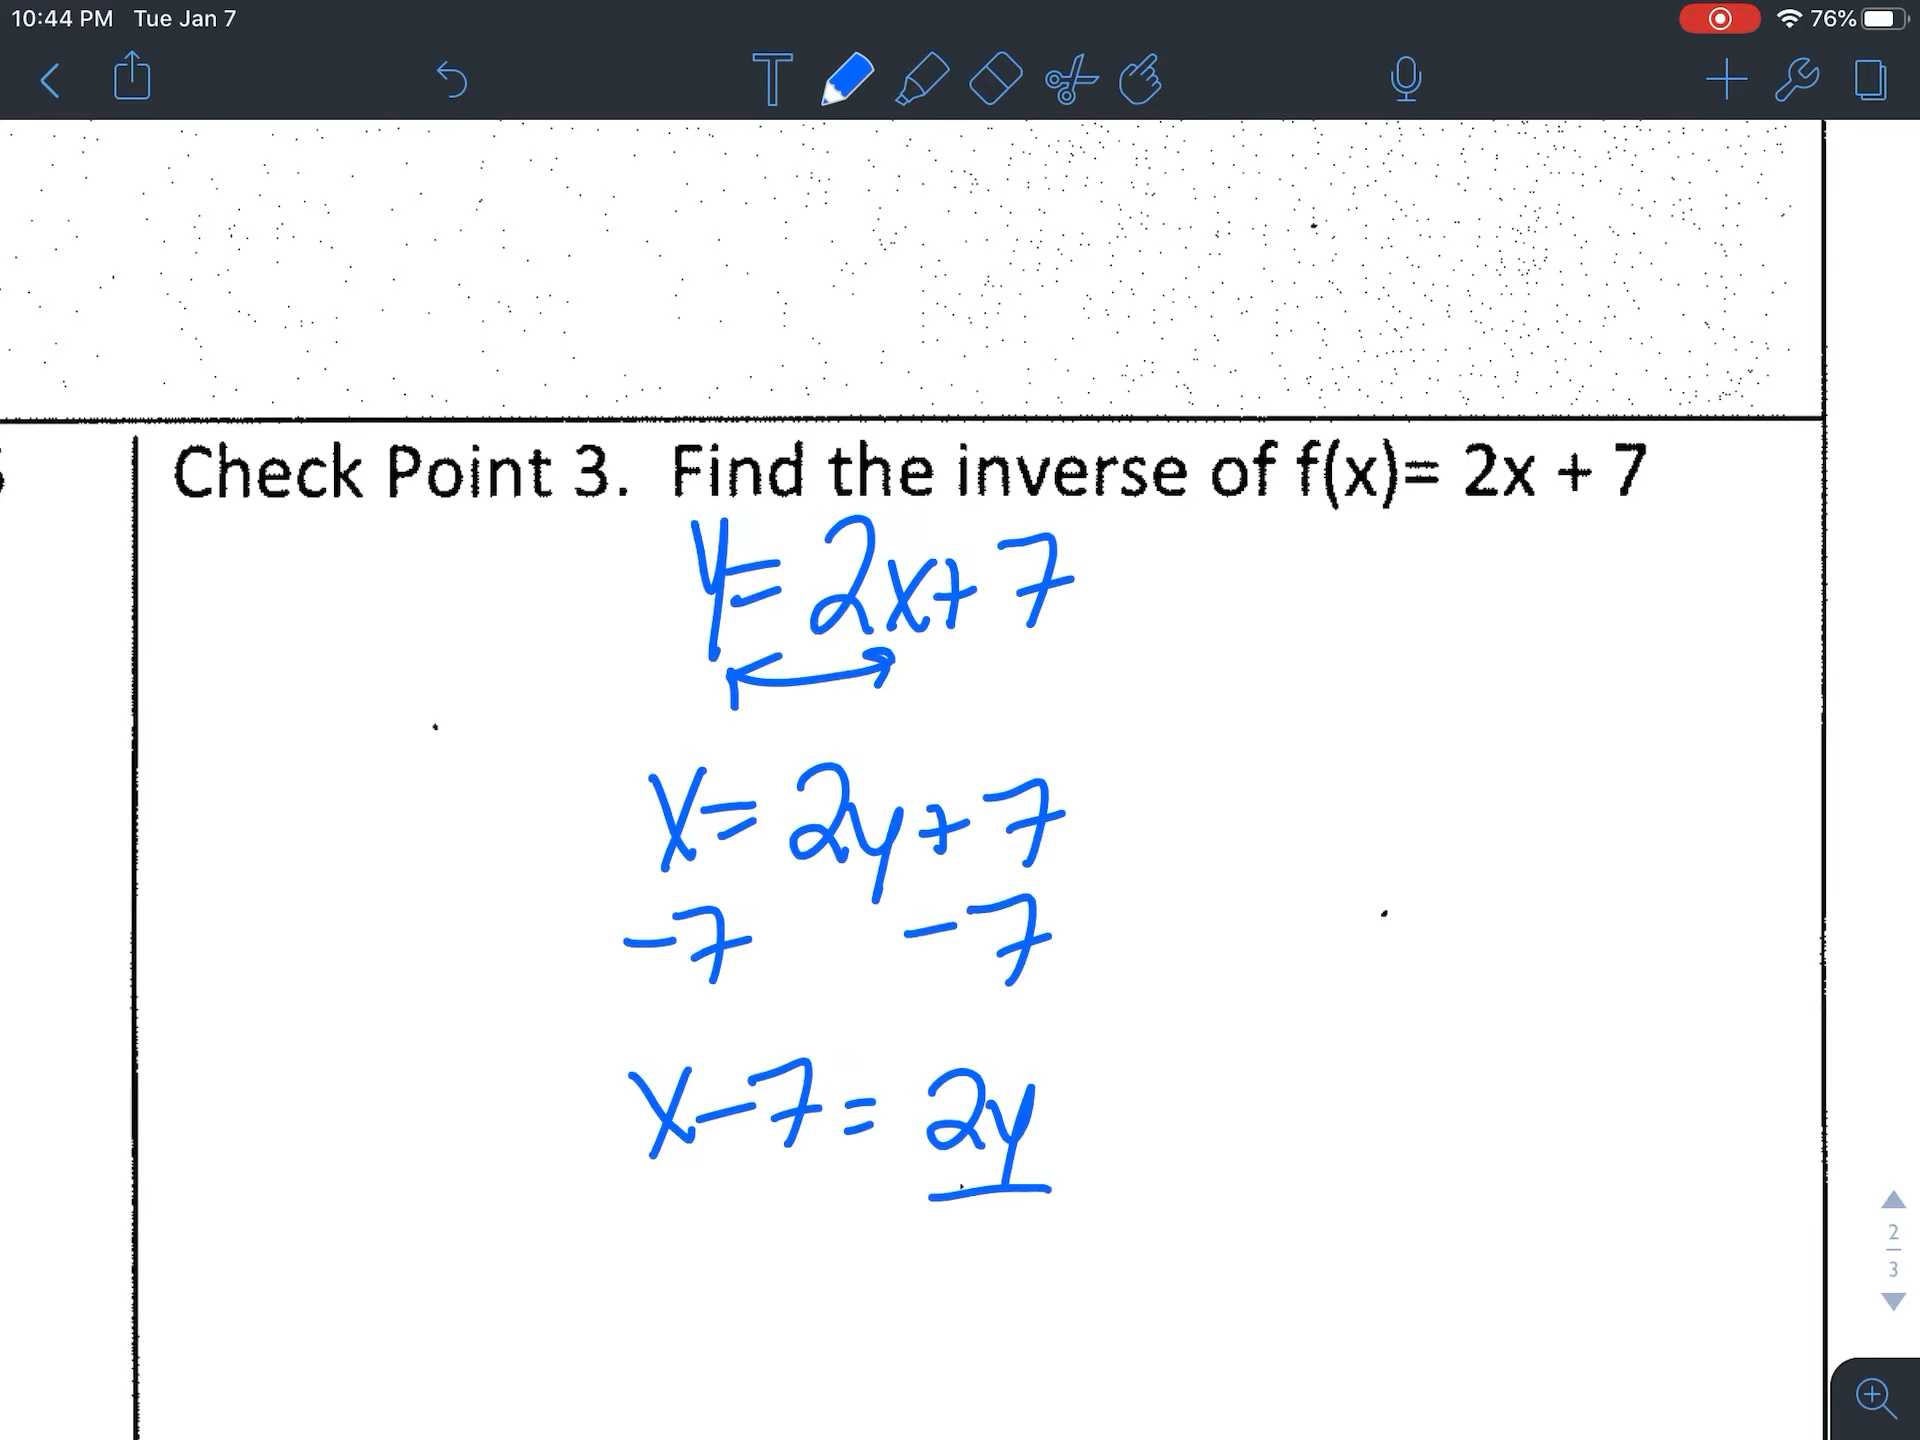 10:44 PM Tue Jan 7 76%
Check Point 3. Find the inverse of f(x)= 2x + 7
y= 2x+7
x= 2y+7
-7 -7
x-7= 2y
2
3